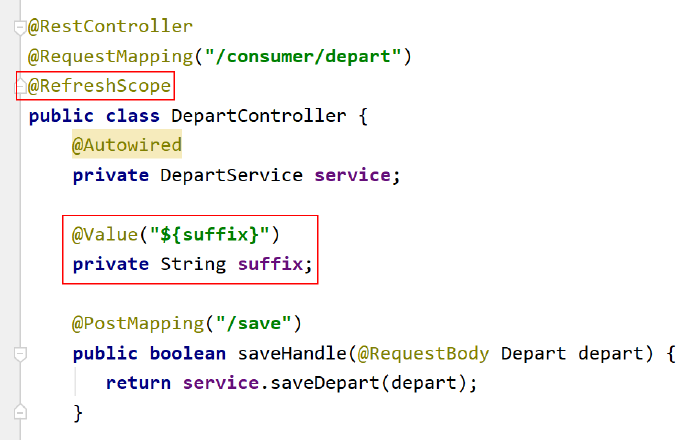 @RestController
@RequestMapping("/consumer/depart")
@RefreshScope
public class DepartController {
@Autowired
private DepartService service;
@Value("${suffix}")
private String suffix;
@PostMapping("/save")
public boolean saveHandle(@RequestBody Depart depart) {
return service.saveDepart(depart);
}